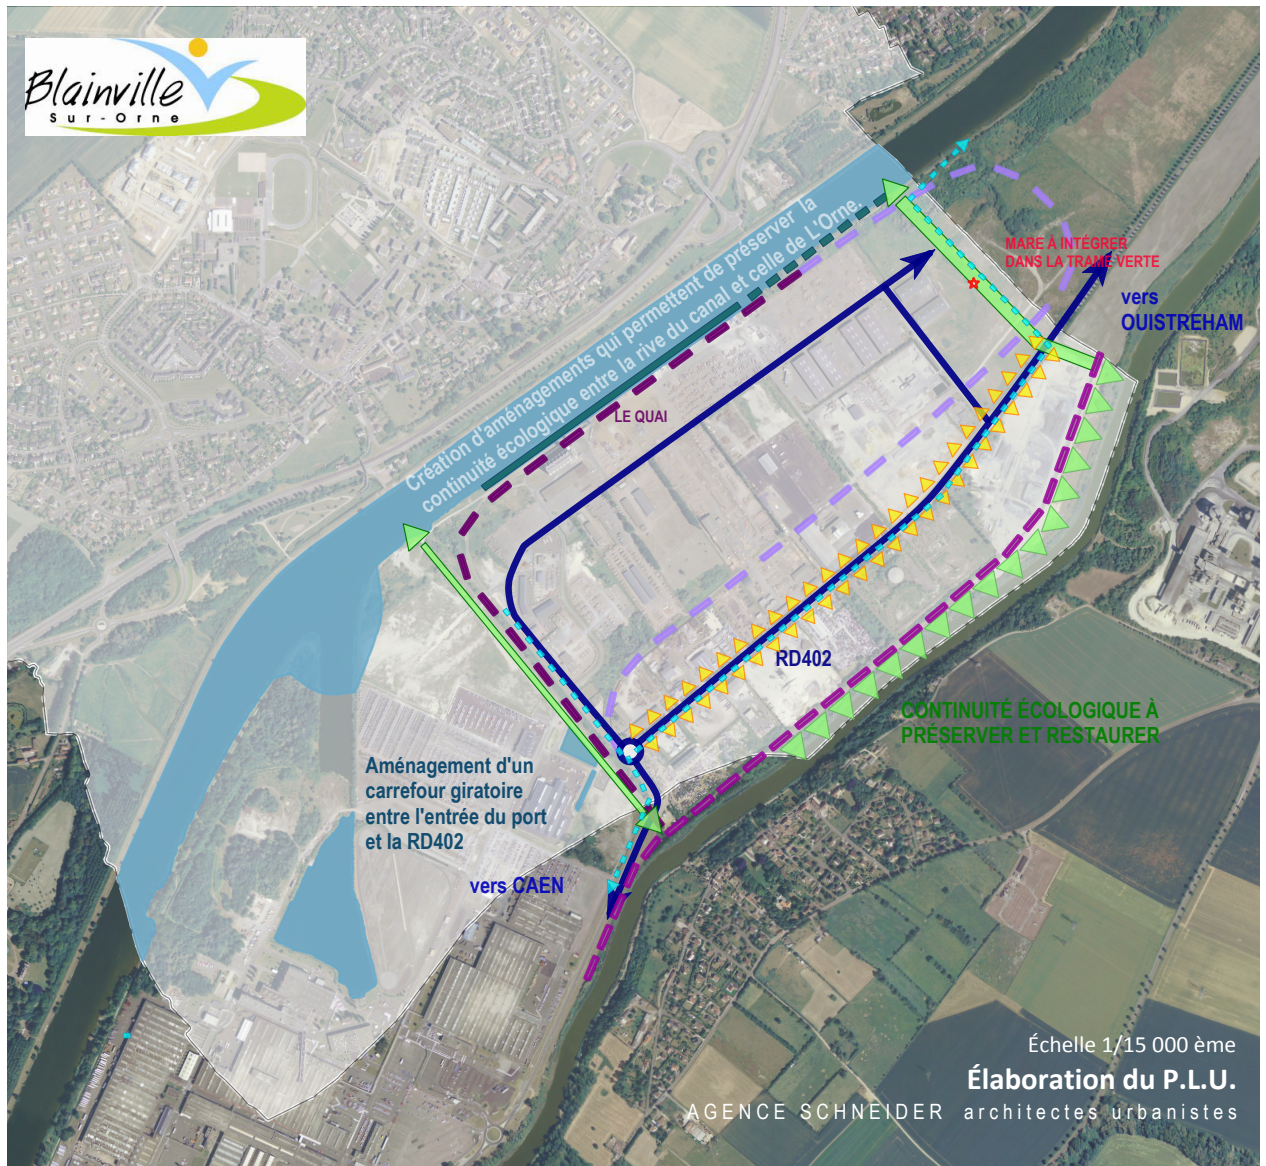 Blainville
Sur-Orne
Création d'aménagements qui permettent de préserver la
continuité écologique entre la rive du canal et celle de L'Orne.
MARE À INTÉGRER
DANS LA TRAME VERTE
vers
OUISTREHAM
LE QUAI
RD402
CONTINUITÉ ÉCOLOGIQUE À
PRÉSERVER ET RESTAURER
Aménagement d'un
carrefour giratoire
entre l'entrée du port
et la RD402
vers CAEN
Échelle 1/15 000 ème
Élaboration du P.L.U.
AGENCE SCHNEIDER architectes urbanistes